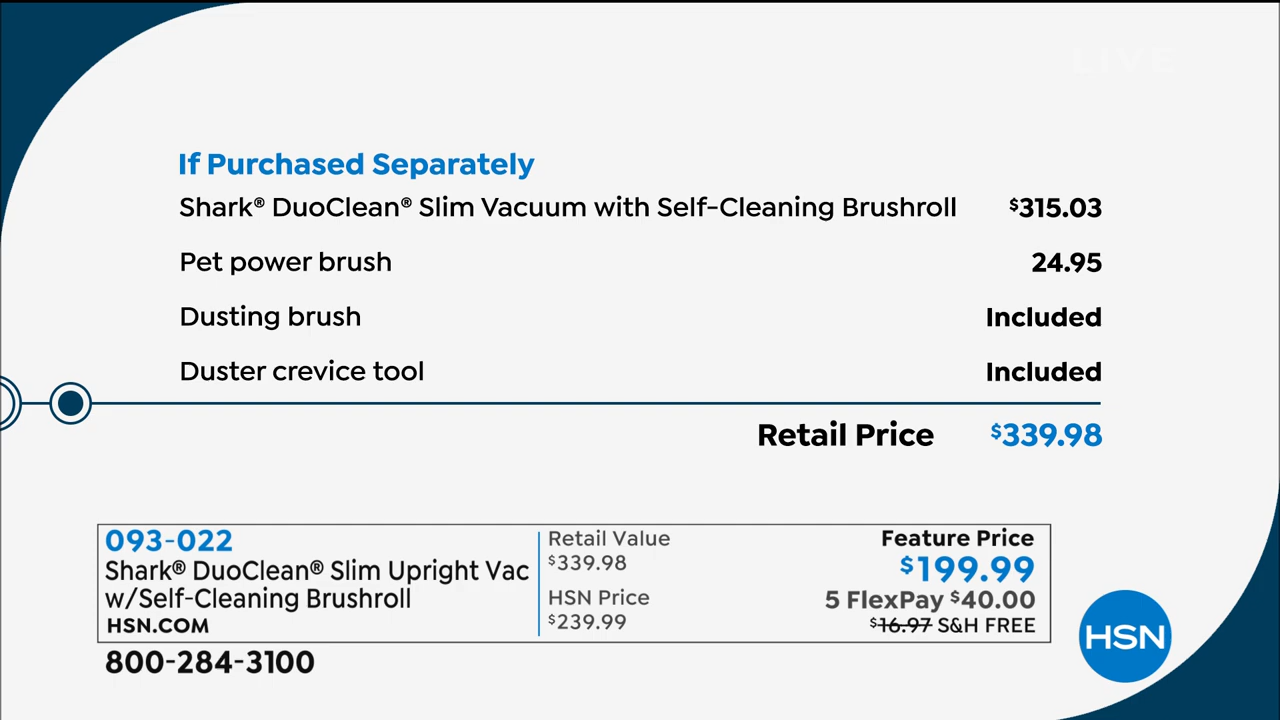 LIVE
If Purchased Separately
Shark® DuoClean® Slim Vacuum with Self-Cleaning Brushroll $315.03
Pet power brush 24.95
Dusting brush Included
Duster crevice tool Included
Retail Price $339.98
093-022
Shark® DuoClean® Slim Upright Vac
w/Self-Cleaning Brushroll
HSN.COM
Retail Value
$339.98
HSN Price
$239.99
Feature Price
$199.99
5 FlexPay $40.00
$16.97 S&H FREE
HSN
800-284-3100